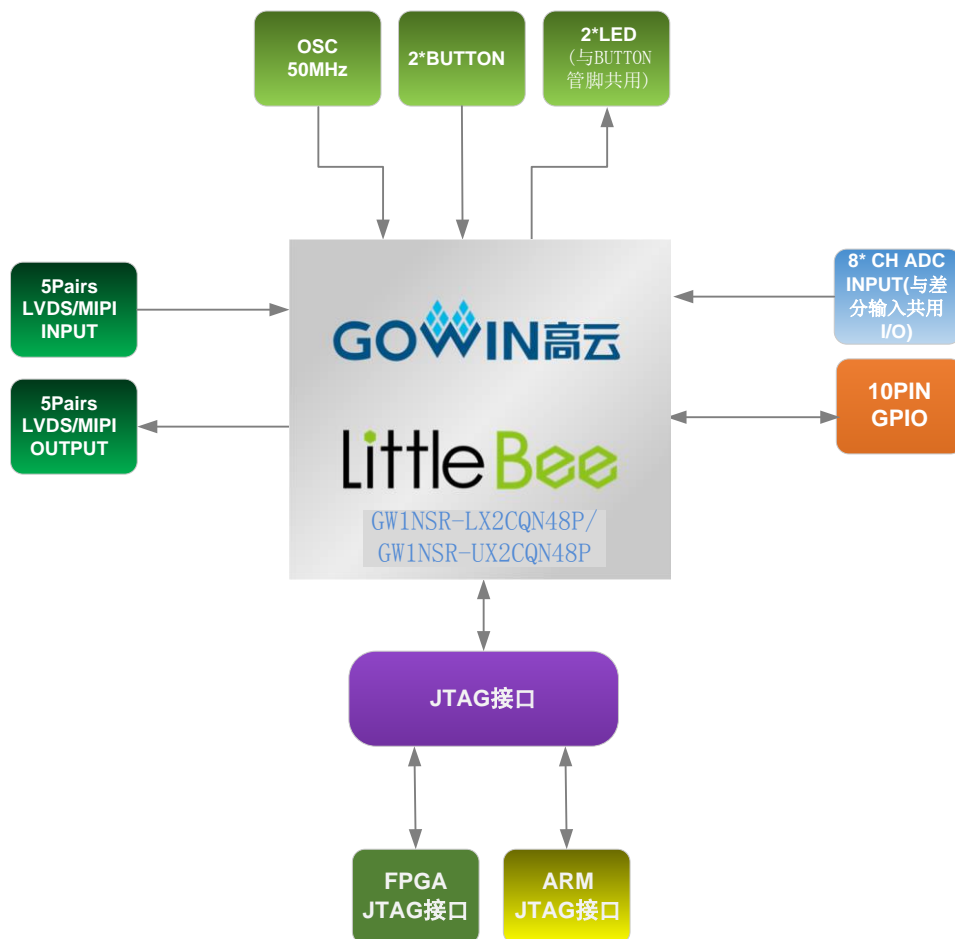 OSC
50MHz
2*BUTTON
2*LED
(与BUTTON
管脚共用)
5Pairs
LVDS/MIPI
INPUT
8* CH ADC
INPUT(与差
分输入共用
I/O)
GOWIN高云
5Pairs
LVDS/MIPI
OUTPUT
10PIN
GPIO
Little Bee
GW1NSR-LX2CQN48P/
GW1NSR-UX2CQN48P
JTAG接口
FPGA
JTAG接口
ARM
JTAG接口